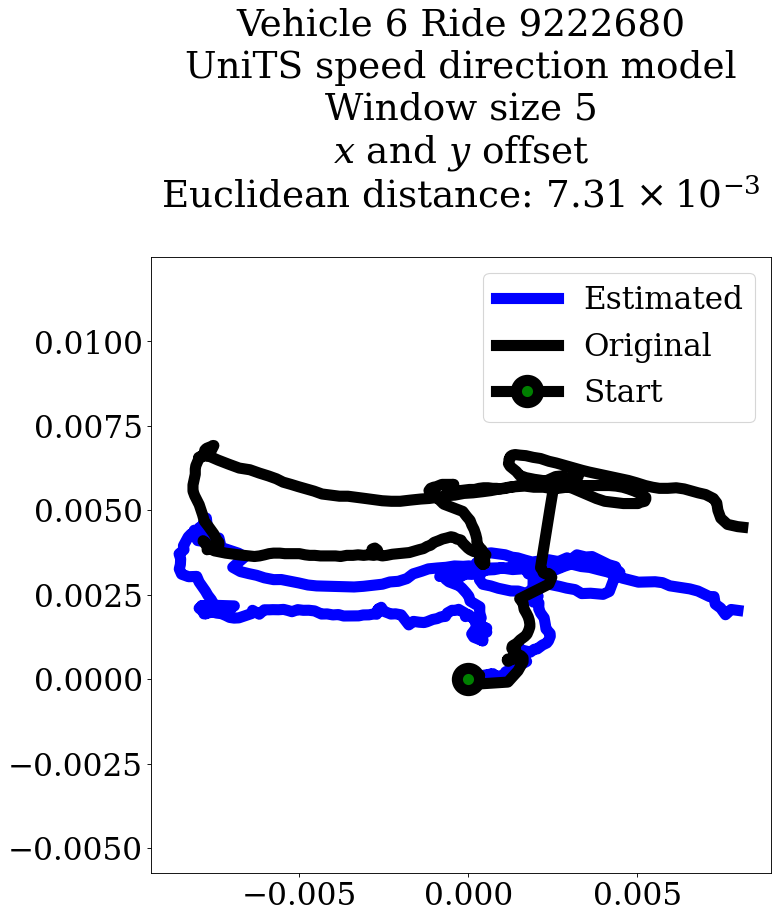 Vehicle 6 Ride 9222680
UniTS speed direction model
Window size 5
x and y offset
Euclidean distance: 7.31 × 10⁻³
Estimated
Original
Start
0.0100
0.0075
0.0050
0.0025
0.0000
−0.0025
−0.0050
−0.005 0.000 0.005